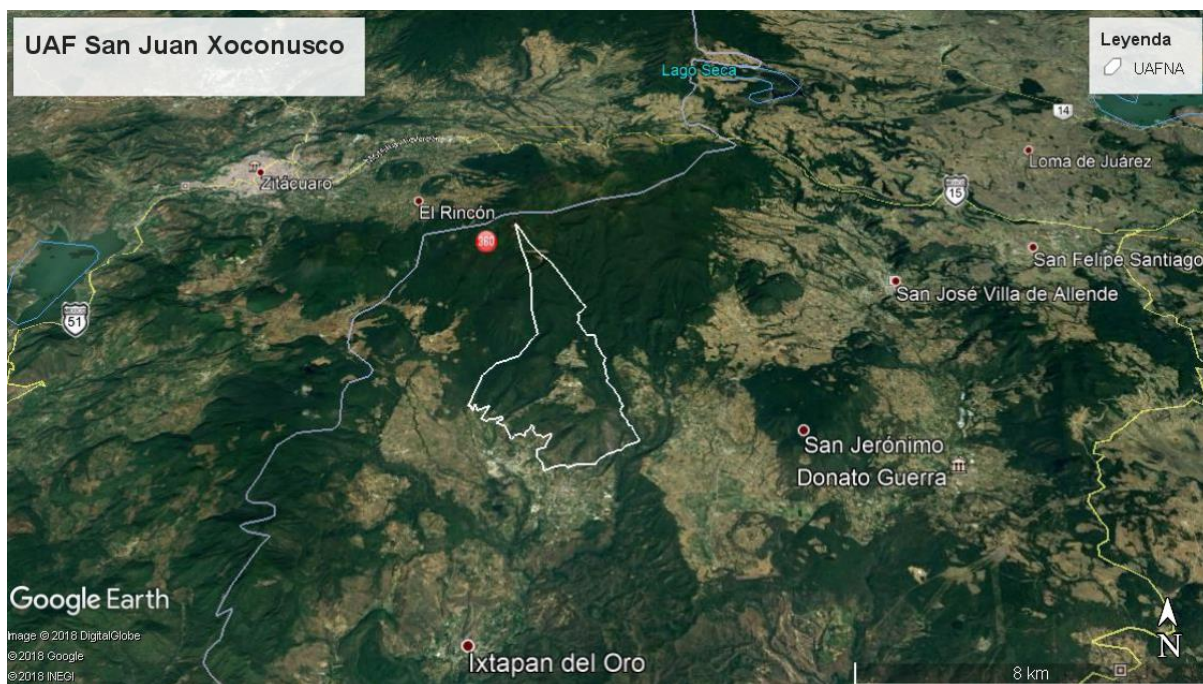 UAF San Juan Xoconusco
Leyenda
UAFNA
Lago Seca
14
Loma de Juárez
Zitácuaro
15
El Rincón
360
San Felipe Santiago
San José Villa de Allende
MEXICO
51
San Jerónimo
Donato Guerra
Google Earth
Image © 2018 DigitalGlobe
© 2018 Google
© 2018 INEGI
Ixtapan del Oro
8 km
N